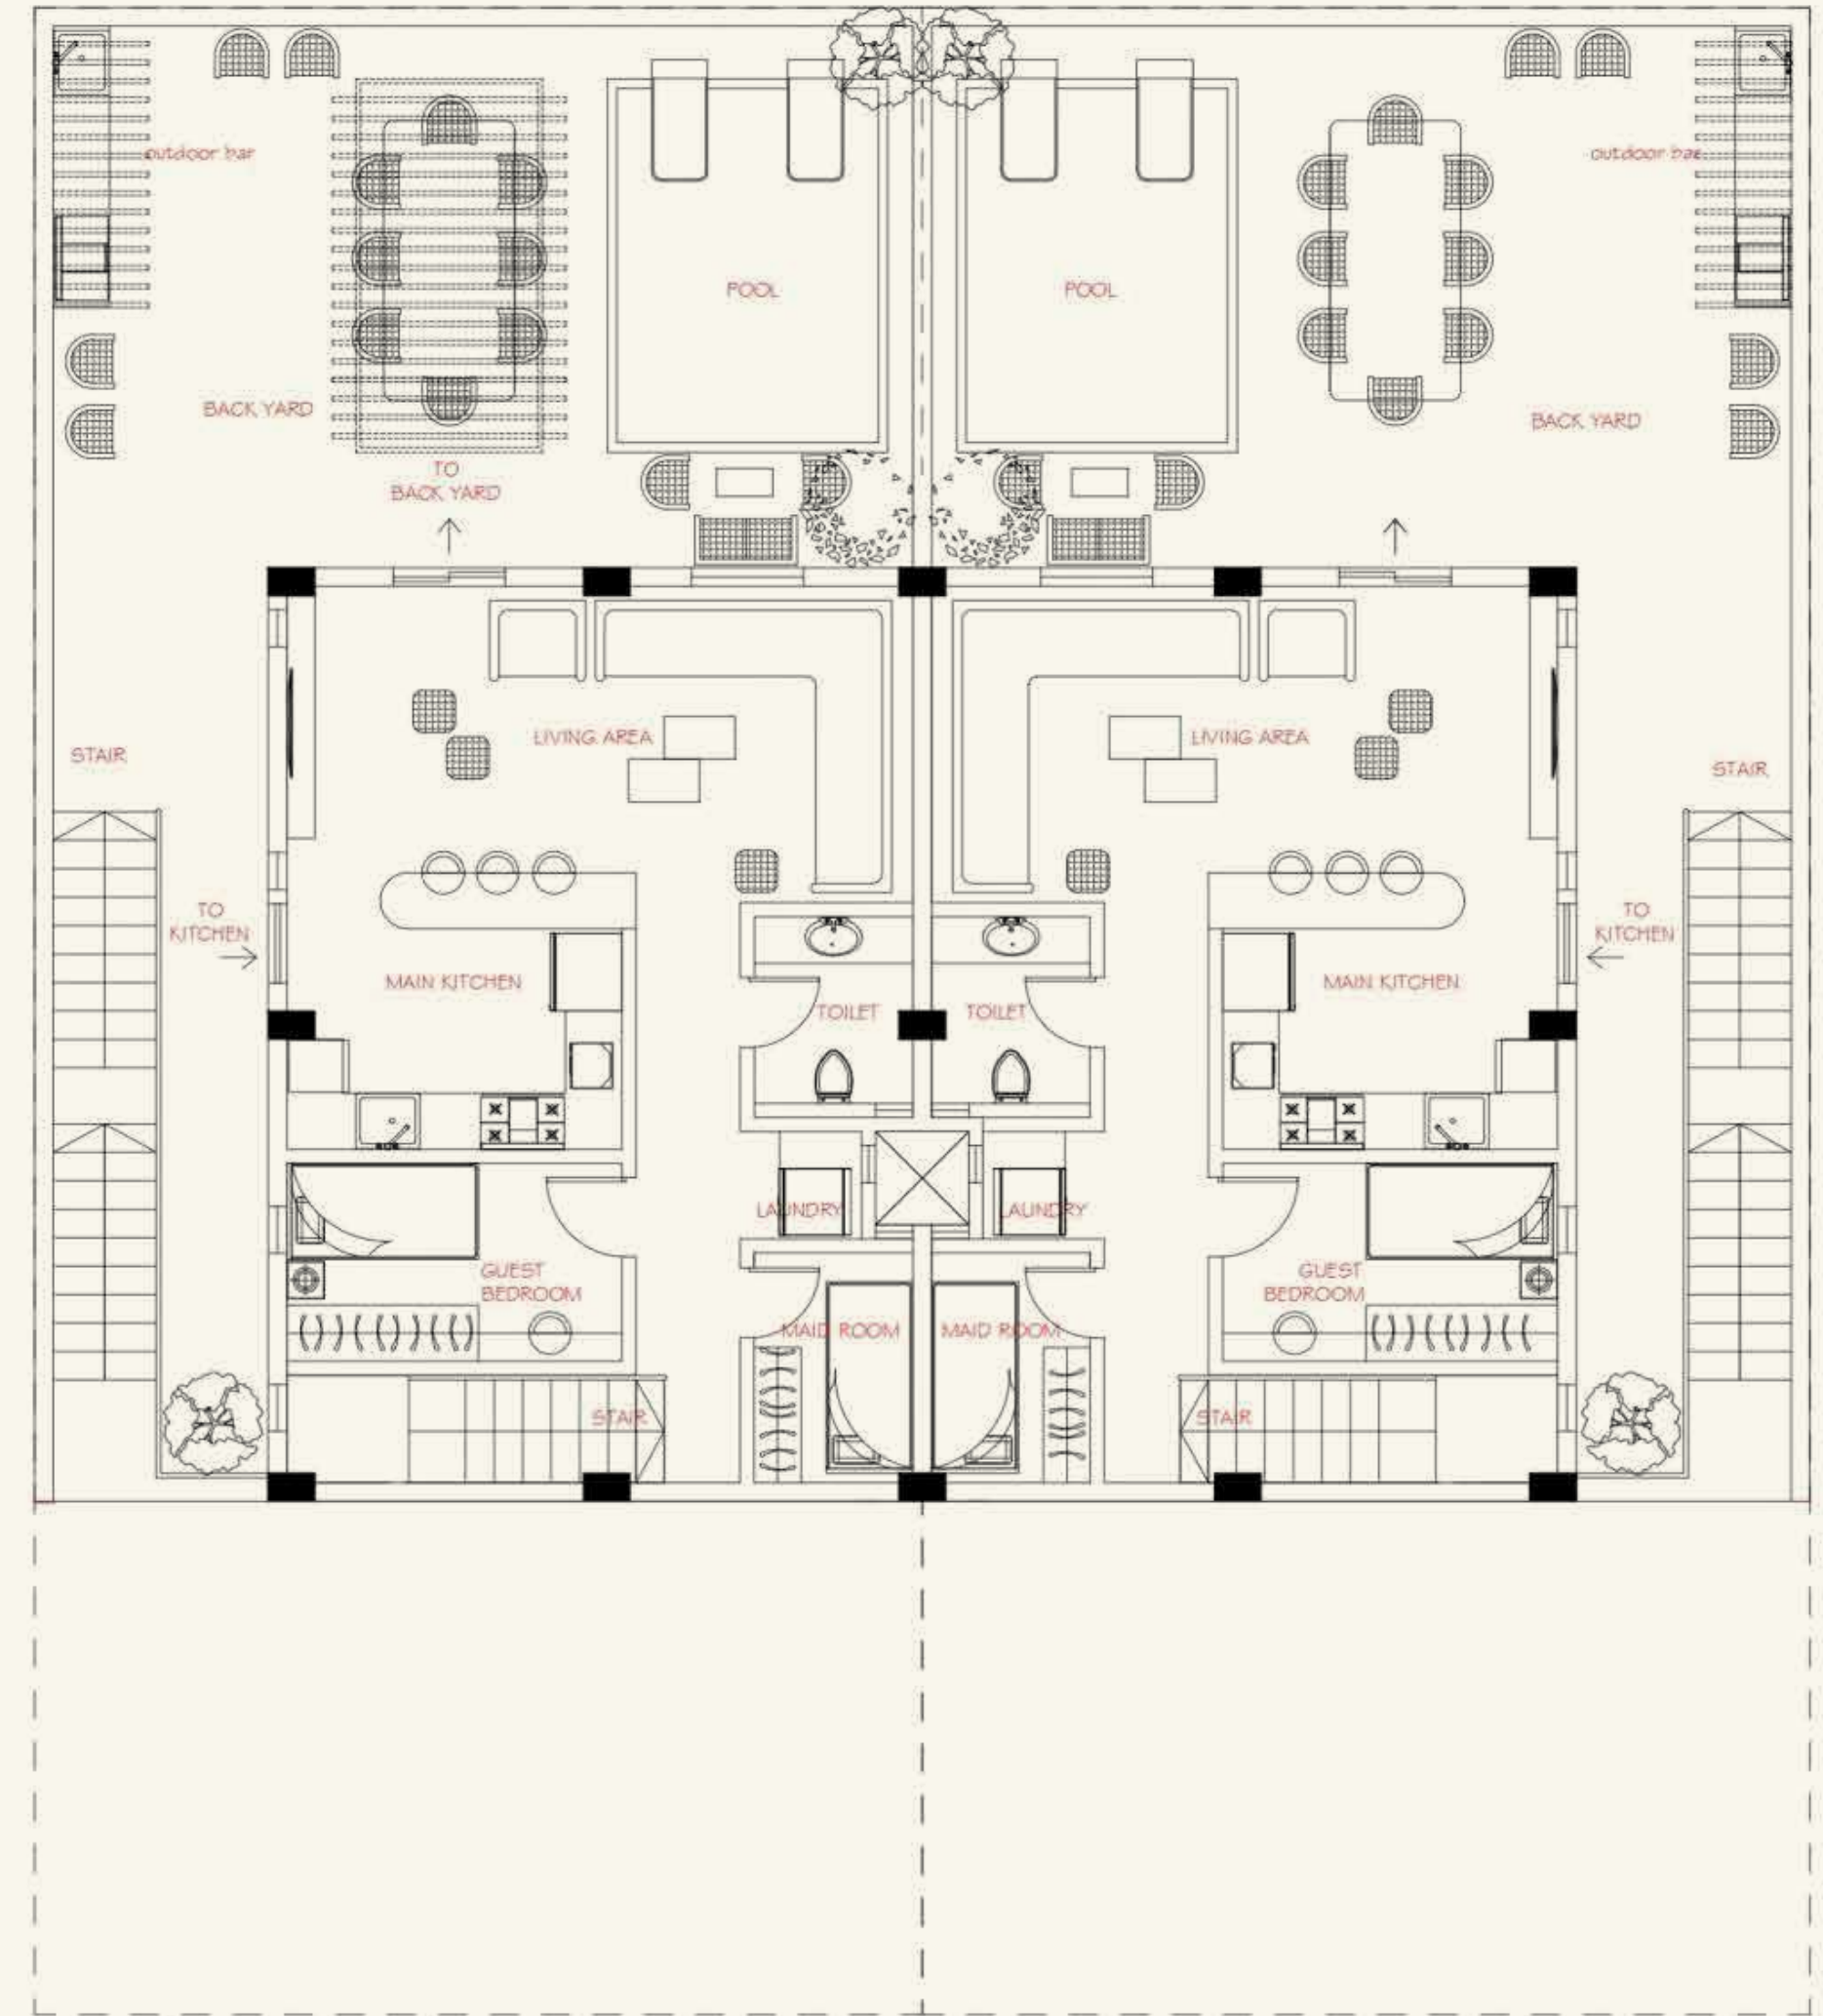 outdoor bar
outdoor bar
POOL
POOL
BACK YARD
BACK YARD
TO
BACK YARD
LIVING AREA
LIVING AREA
STAIR
STAIR
TO
KITCHEN
TO
KITCHEN
MAIN KITCHEN
MAIN KITCHEN
TOILET
TOILET
LAUNDRY
LAUNDRY
GUEST
BEDROOM
GUEST
BEDROOM
MAID ROOM
MAID ROOM
STAIR
STAIR